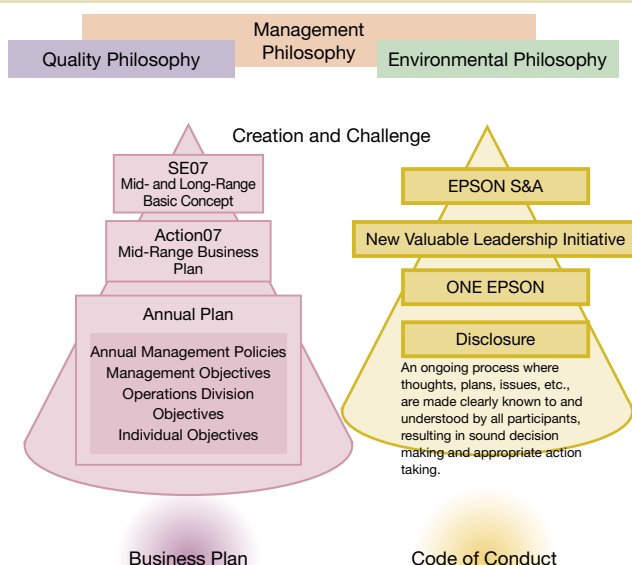 Management
Philosophy
Quality Philosophy
Environmental Philosophy
Creation and Challenge
SE07
Mid- and Long-Range
Basic Concept
Action07
Mid-Range Business
Plan
Annual Plan
Annual Management Policies
Management Objectives
Operations Division
Objectives
Individual Objectives
Business Plan
EPSON S&A
New Valuable Leadership Initiative
ONE EPSON
Disclosure
An ongoing process where
thoughts, plans, issues, etc.,
are made clearly known to and
understood by all participants,
resulting in sound decision
making and appropriate action
taking.
Code of Conduct